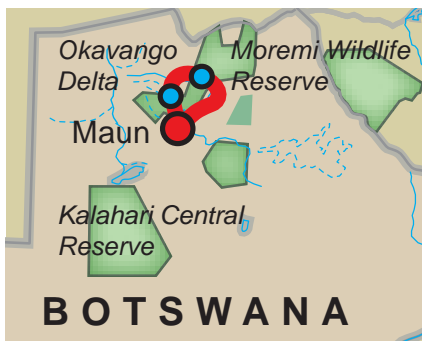 Okavango
Delta
Moremi Wildlife
Reserve
Maun
Kalahari Central
Reserve
BOTSWANA